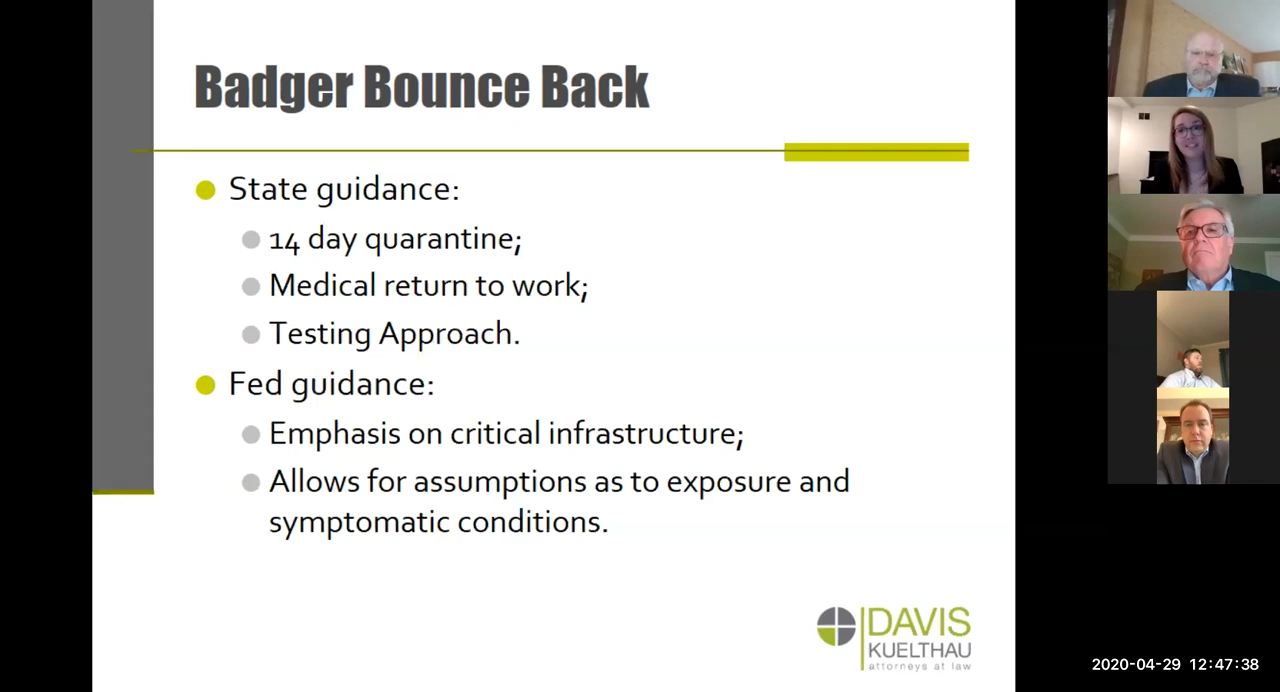 Badger Bounce Back
State guidance:
14 day quarantine;
Medical return to work;
Testing Approach.
Fed guidance:
Emphasis on critical infrastructure;
Allows for assumptions as to exposure and
symptomatic conditions.
DAVIS
KUELTHAU
attorneys at law
2020-04-29 12:47:38